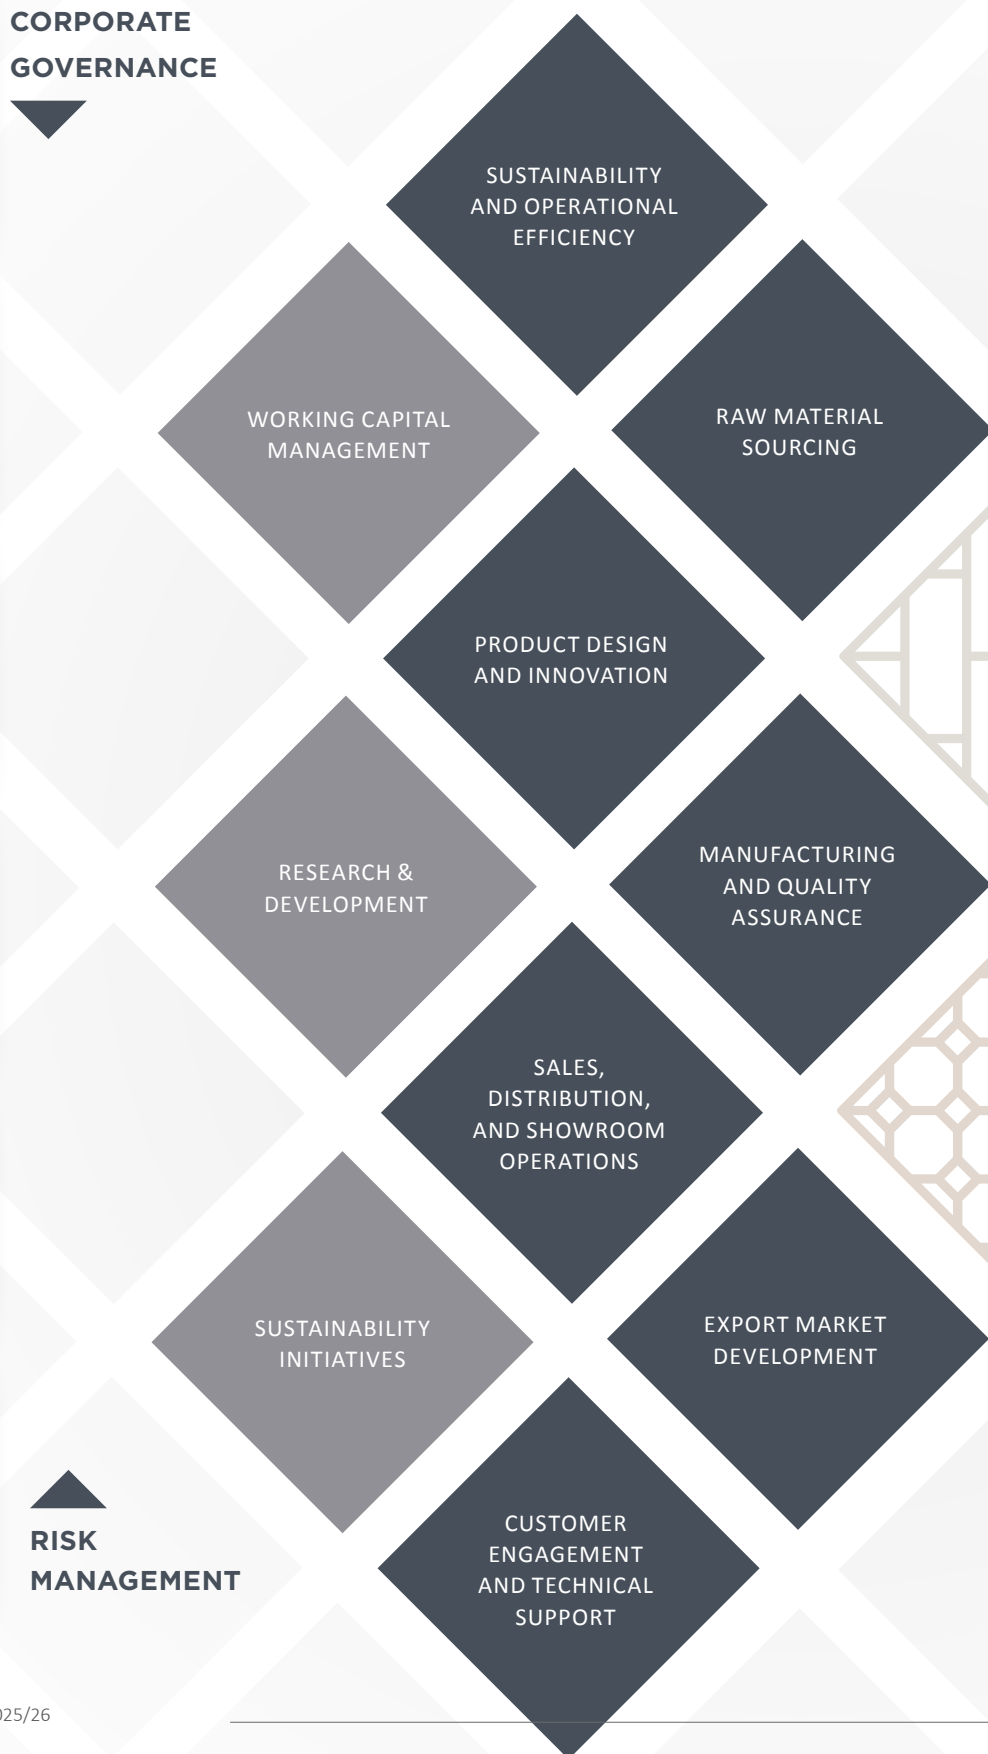 CORPORATE
GOVERNANCE
SUSTAINABILITY
AND OPERATIONAL
EFFICIENCY
WORKING CAPITAL
MANAGEMENT
RAW MATERIAL
SOURCING
PRODUCT DESIGN
AND INNOVATION
RESEARCH &
DEVELOPMENT
MANUFACTURING
AND QUALITY
ASSURANCE
SALES,
DISTRIBUTION,
AND SHOWROOM
OPERATIONS
SUSTAINABILITY
INITIATIVES
EXPORT MARKET
DEVELOPMENT
RISK
MANAGEMENT
CUSTOMER
ENGAGEMENT
AND TECHNICAL
SUPPORT
025/26